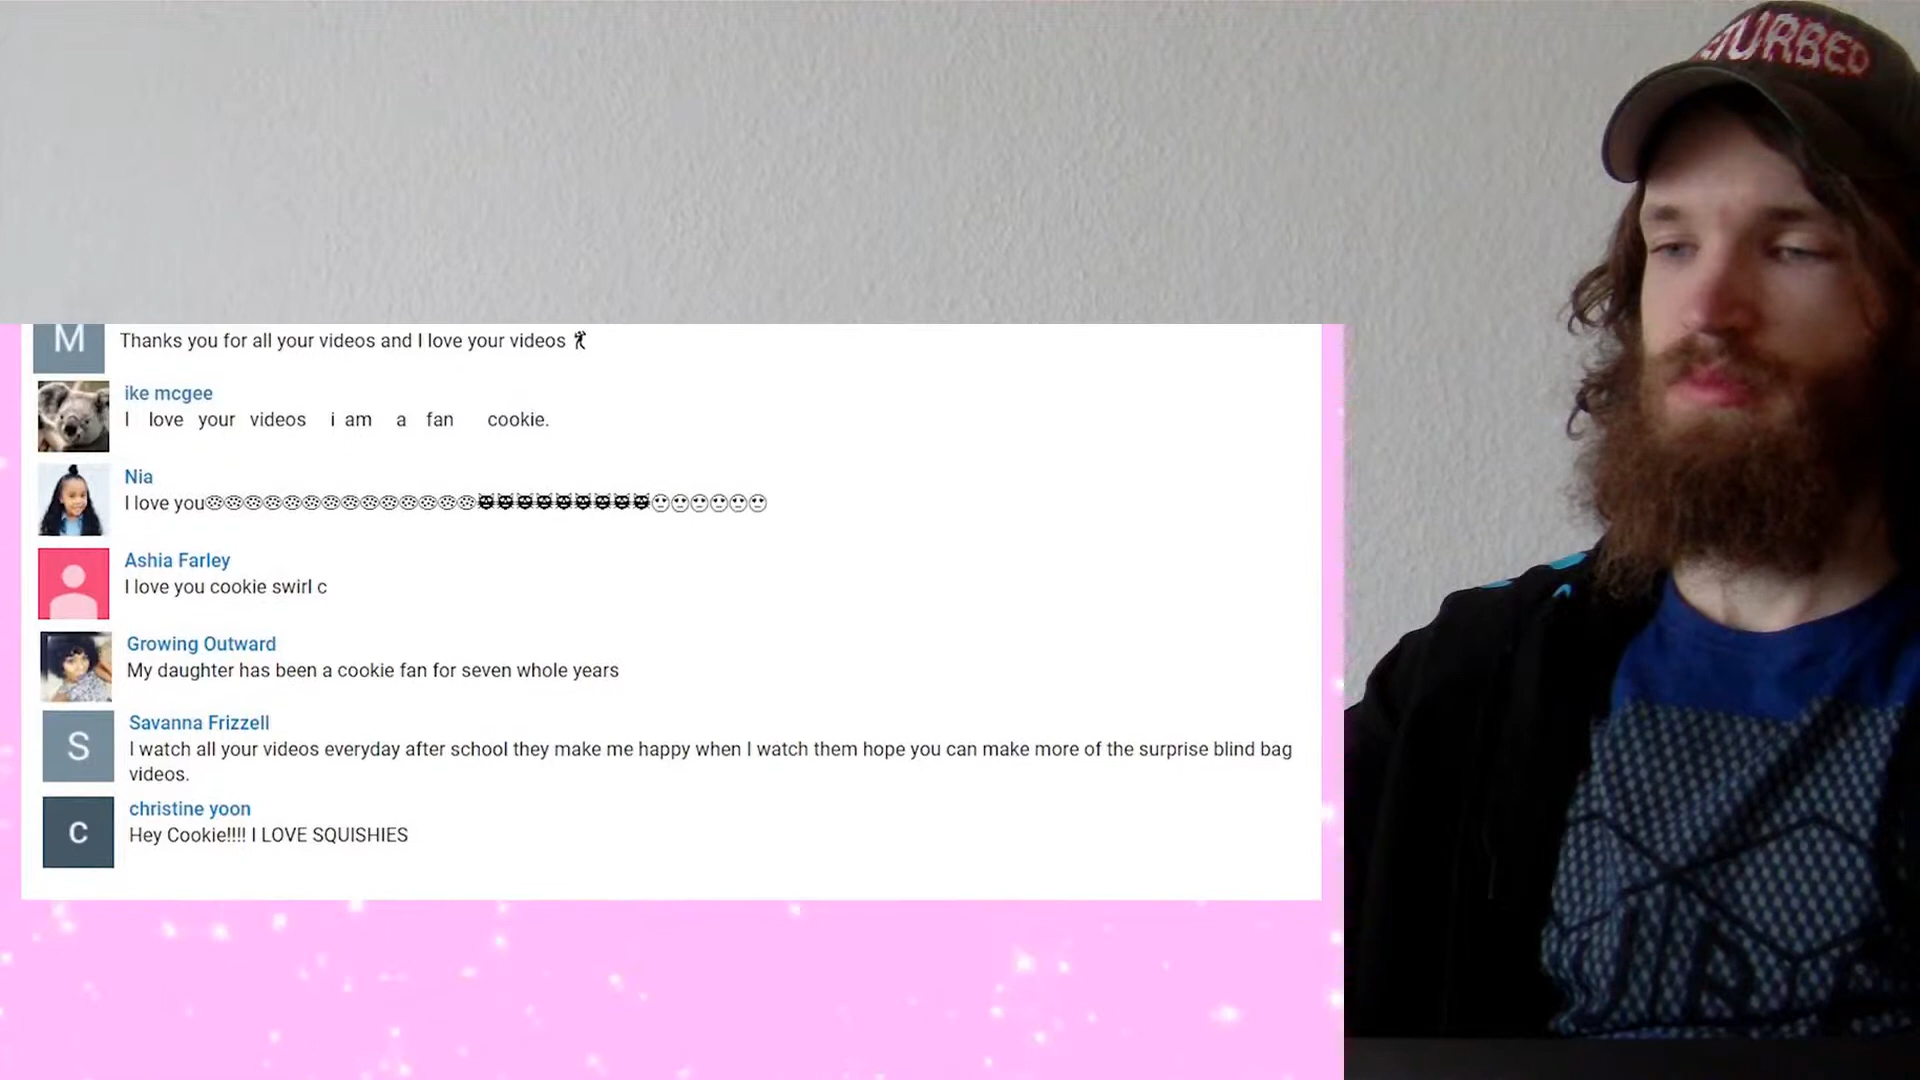 TURBED
M
Thanks you for all your videos and I love your videos
ike mcgee
I love your videos i am a fan cookie.
Nia
I love you🍪🍪🍪🍪🍪🍪🍪🍪🍪🍪🍪🍪🍪🍪👿👿👿👿👿👿👿👿👿🙄🙄🙄🙄🙄🙄
Ashia Farley
I love you cookie swirl c
Growing Outward
My daughter has been a cookie fan for seven whole years
S
Savanna Frizzell
I watch all your videos everyday after school they make me happy when I watch them hope you can make more of the surprise blind bag
videos.
c
christine yoon
Hey Cookie!!!! I LOVE SQUISHIES